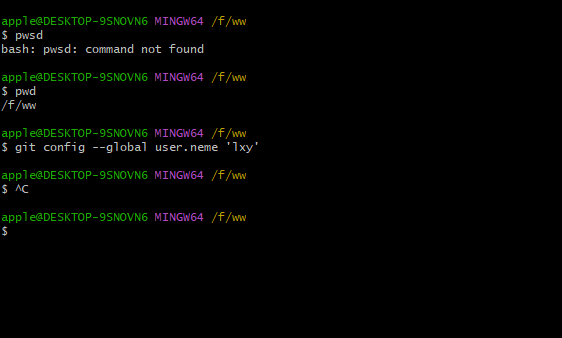 apple@DESKTOP-9SNOVN6 MINGW64 /f/ww
$ pwsd
bash: pwsd: command not found
apple@DESKTOP-9SNOVN6 MINGW64 /f/ww
$ pwd
/f/ww
apple@DESKTOP-9SNOVN6 MINGW64 /f/ww
$ git config --global user.neme 'lxy'
apple@DESKTOP-9SNOVN6 MINGW64 /f/ww
$ ^C
apple@DESKTOP-9SNOVN6 MINGW64 /f/ww
$